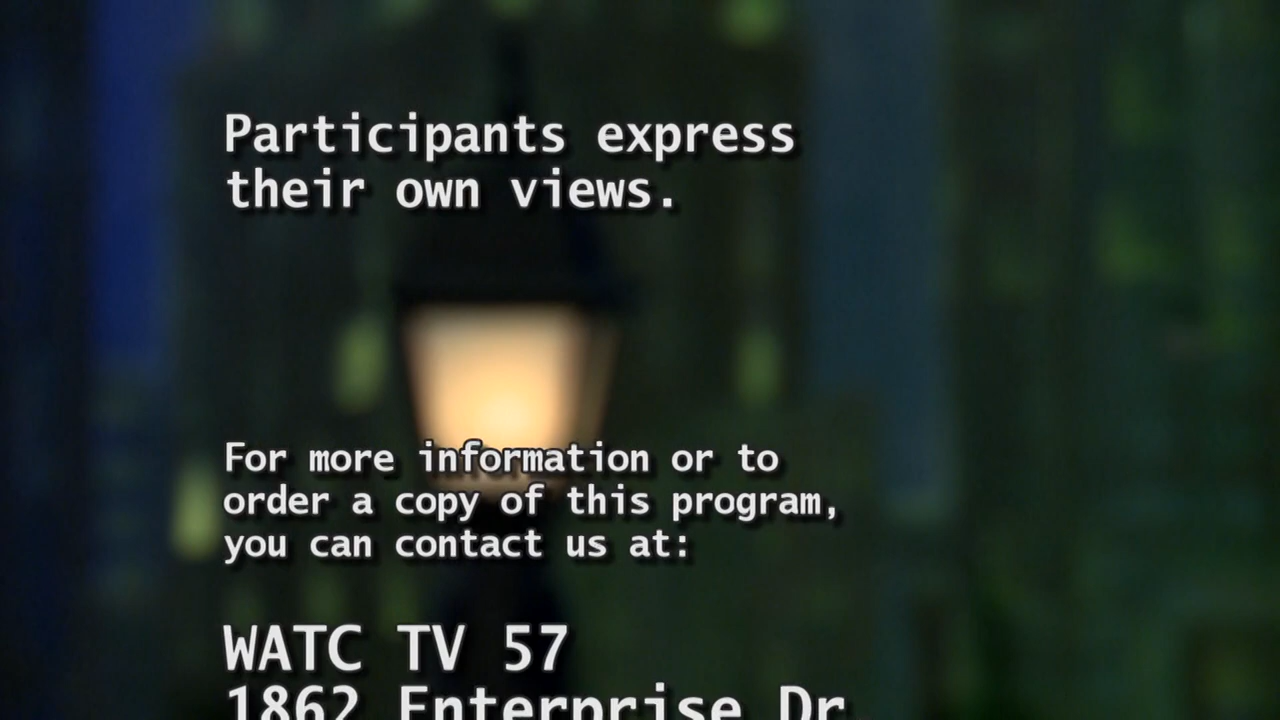 Participants express
their own views.
For more information or to
order a copy of this program,
you can contact us at:
WATC TV 57
1862 Enterprise Dr